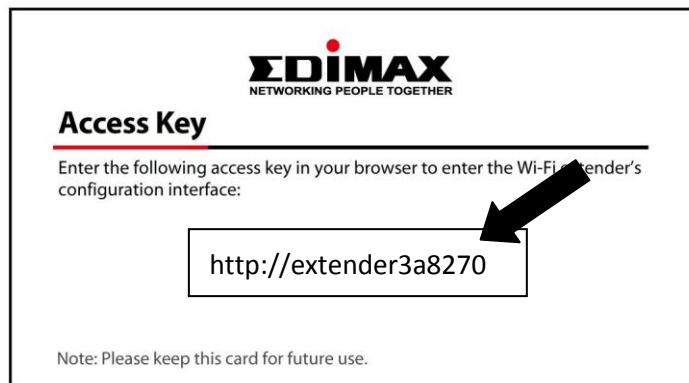 EDIMAX
NETWORKING PEOPLE TOGETHER
Access Key
Enter the following access key in your browser to enter the Wi-Fi tender's
configuration interface:
http://extender3a8270
Note: Please keep this card for future use.